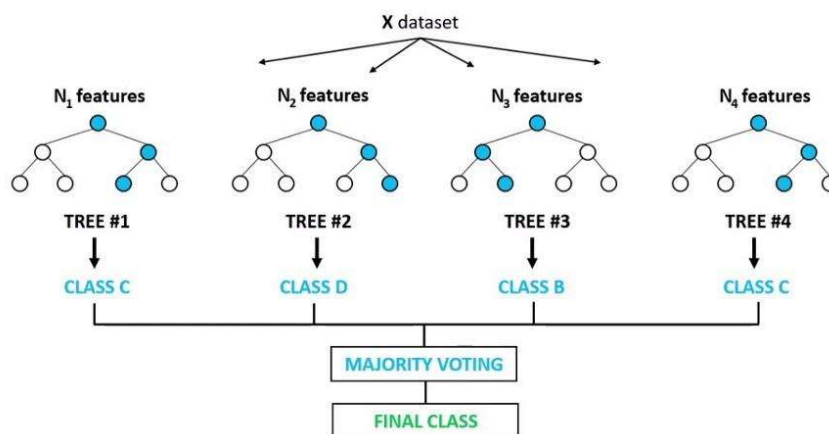 X dataset
N₁ features
N₂ features
N₃ features
N₄ features
TREE #1
TREE #2
TREE #3
TREE #4
CLASS C
CLASS D
CLASS B
CLASS C
MAJORITY VOTING
FINAL CLASS